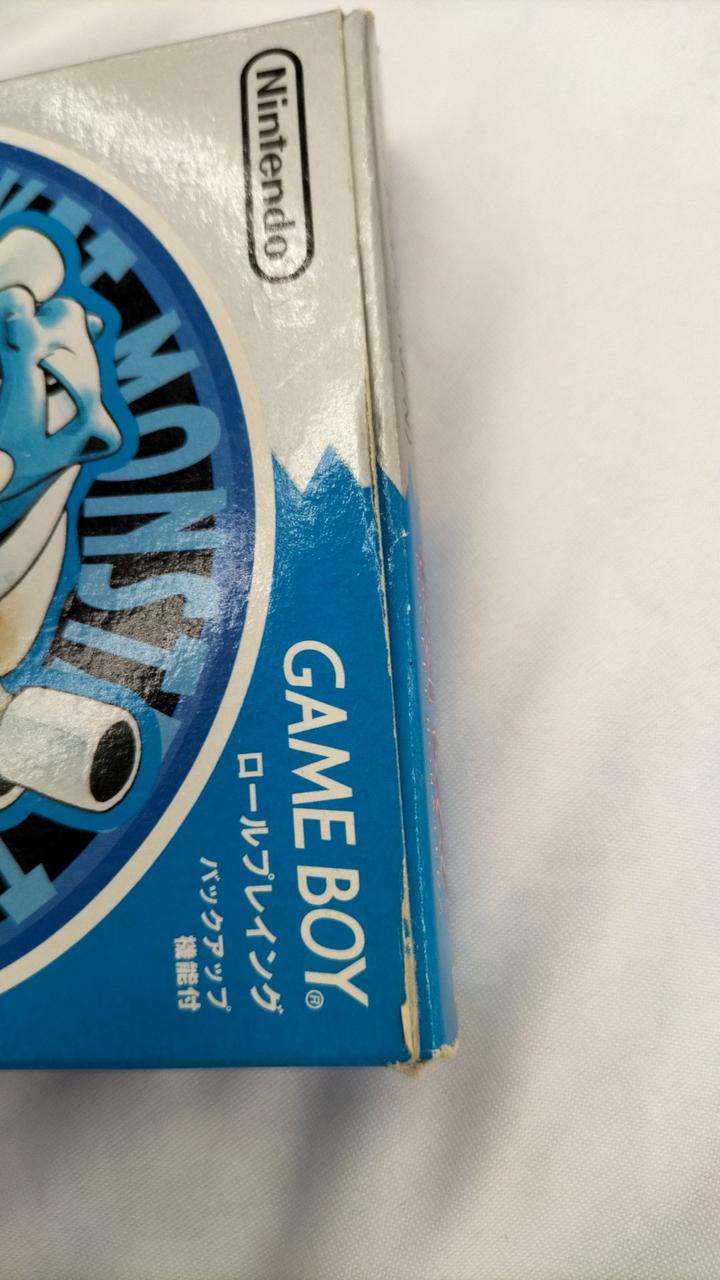 Nintendo
KET MONST
GAME BOY®
ロールプレイング
バックアップ
機能付